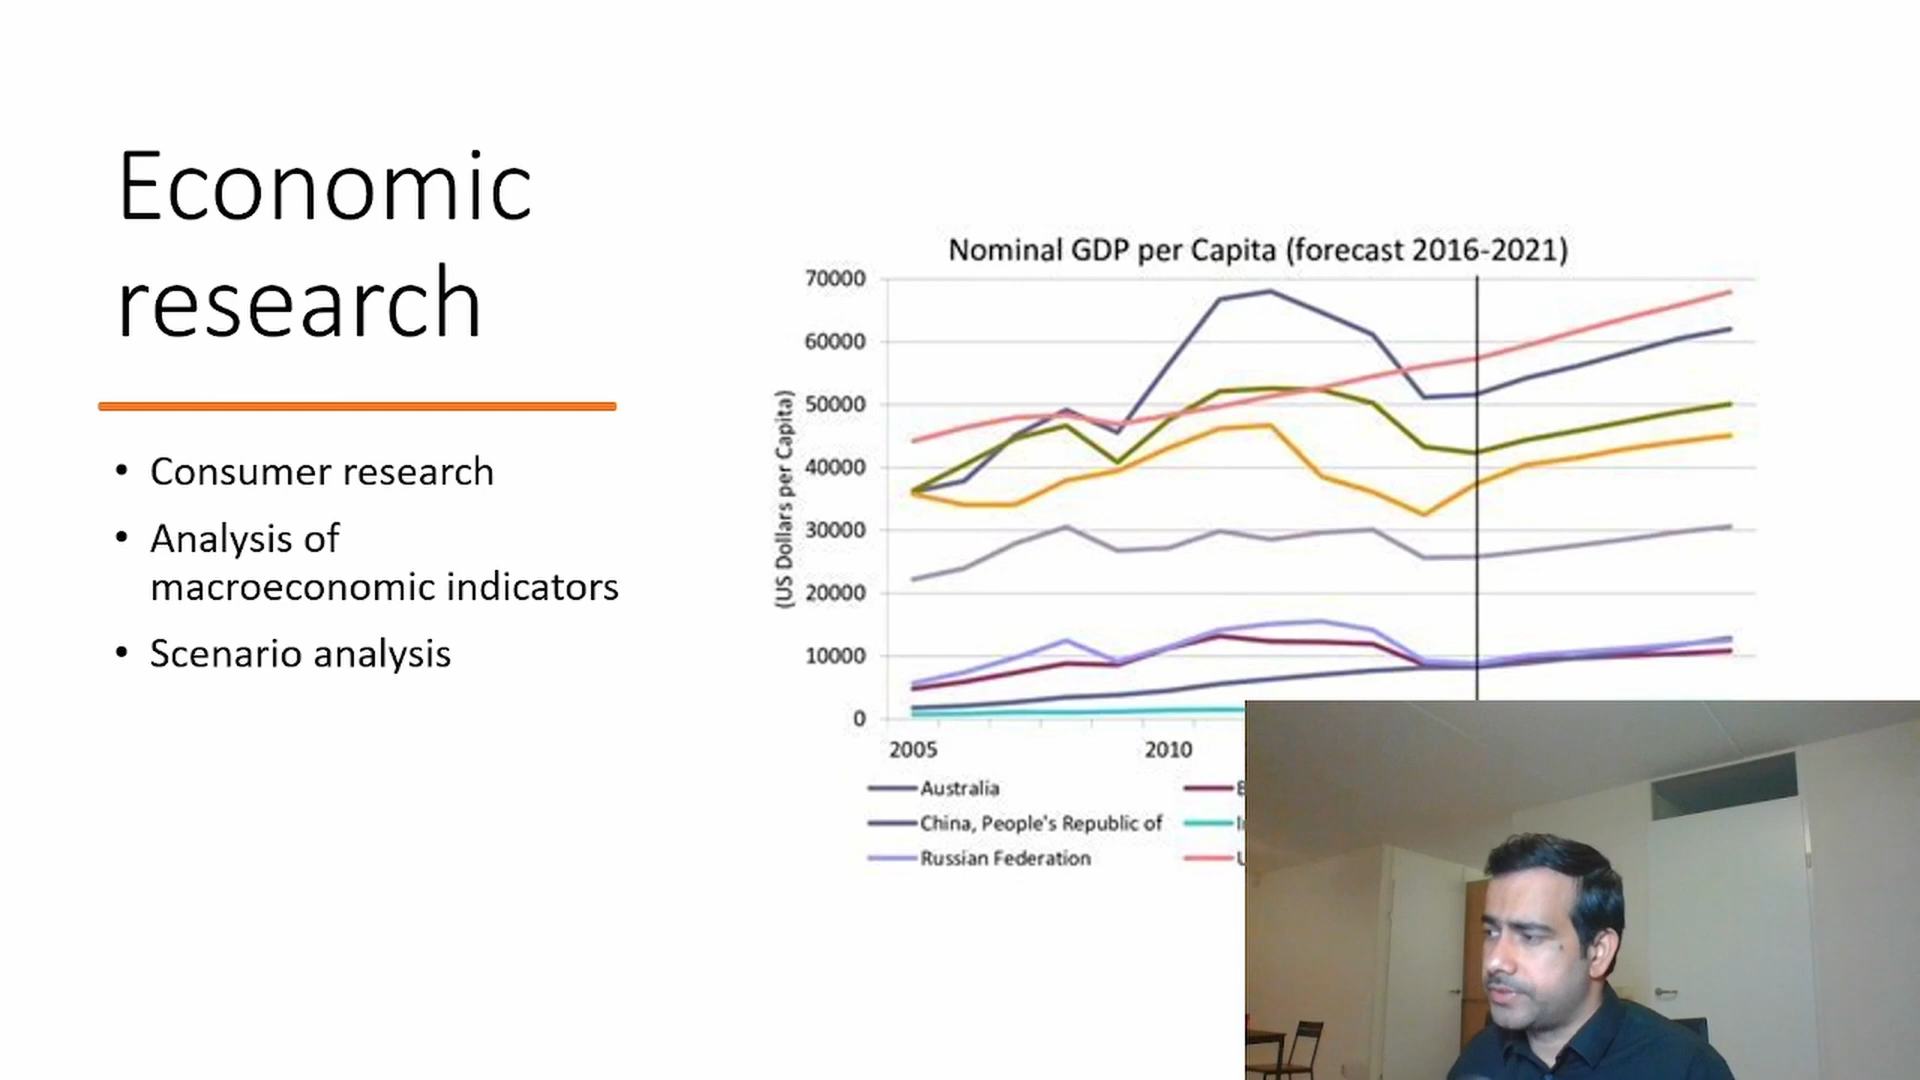 Economic
research
• Consumer research
• Analysis of
macroeconomic indicators
• Scenario analysis
Nominal GDP per Capita (forecast 2016-2021)
(US Dollars per Capita)
70000
60000
50000
40000
30000
20000
10000
0
2005 2010
Australia
China, People's Republic of
Russian Federation